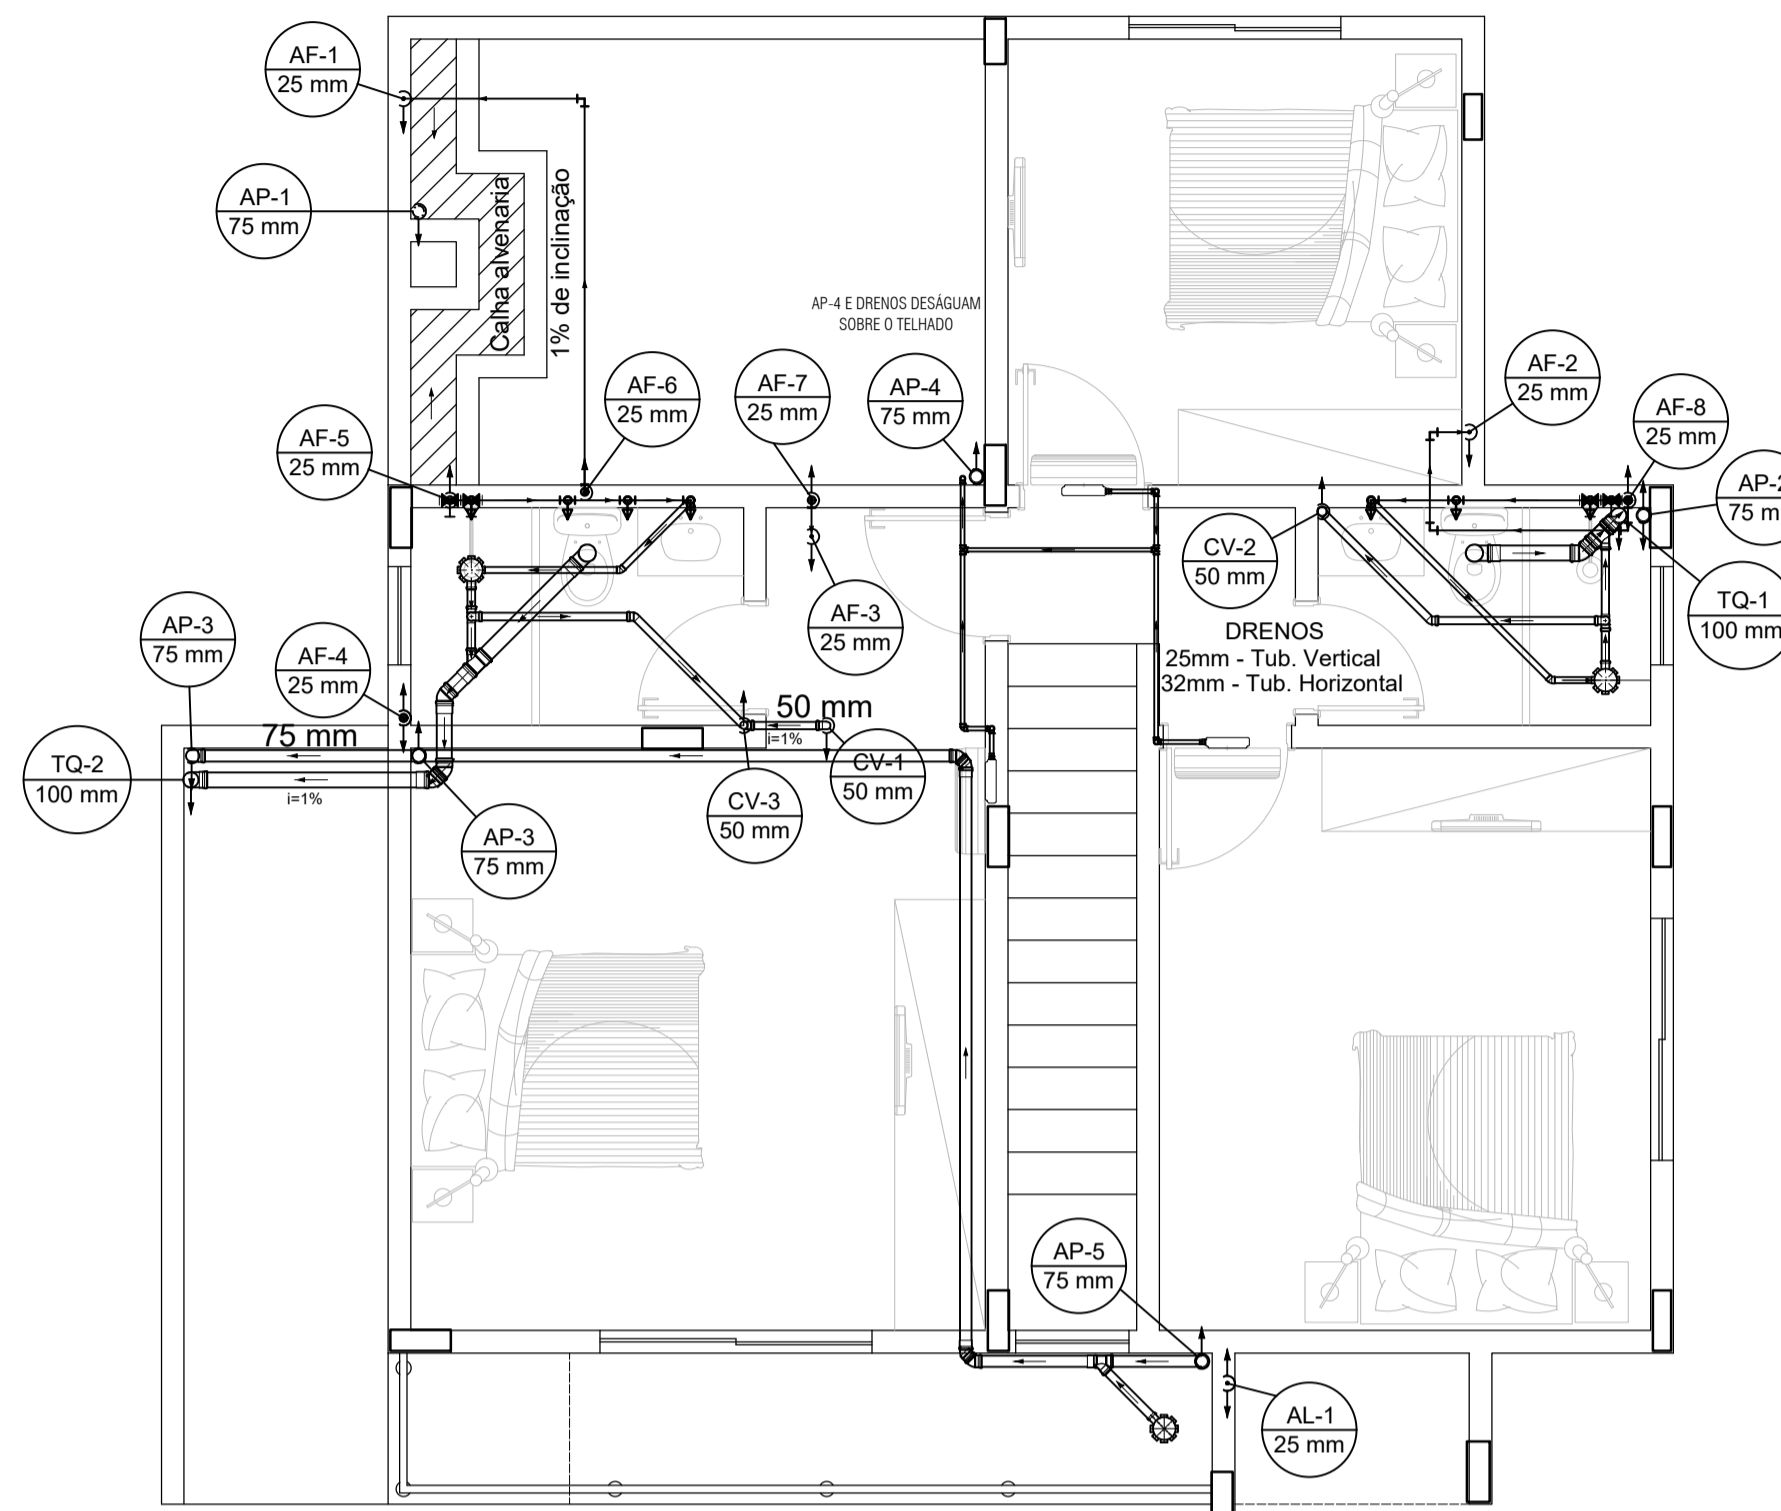 AF-1
25 mm
AP-1
75 mm
Calha alvenaria
1% de inclinação
AP-4 E DRENOS DESÁGUAM
SOBRE O TELHADO
AF-5
25 mm
AF-6
25 mm
AF-7
25 mm
AP-4
75 mm
AF-2
25 mm
AF-8
25 mm
AP-2
75 m
CV-2
50 mm
TQ-1
100 mm
AF-3
25 mm
DRENOS
25mm - Tub. Vertical
32mm - Tub. Horizontal
AP-3
75 mm
AF-4
25 mm
75 mm
50 mm
i=1%
TQ-2
100 mm
i=1%
CV-1
50 mm
CV-3
50 mm
AP-3
75 mm
AP-5
75 mm
AL-1
25 mm